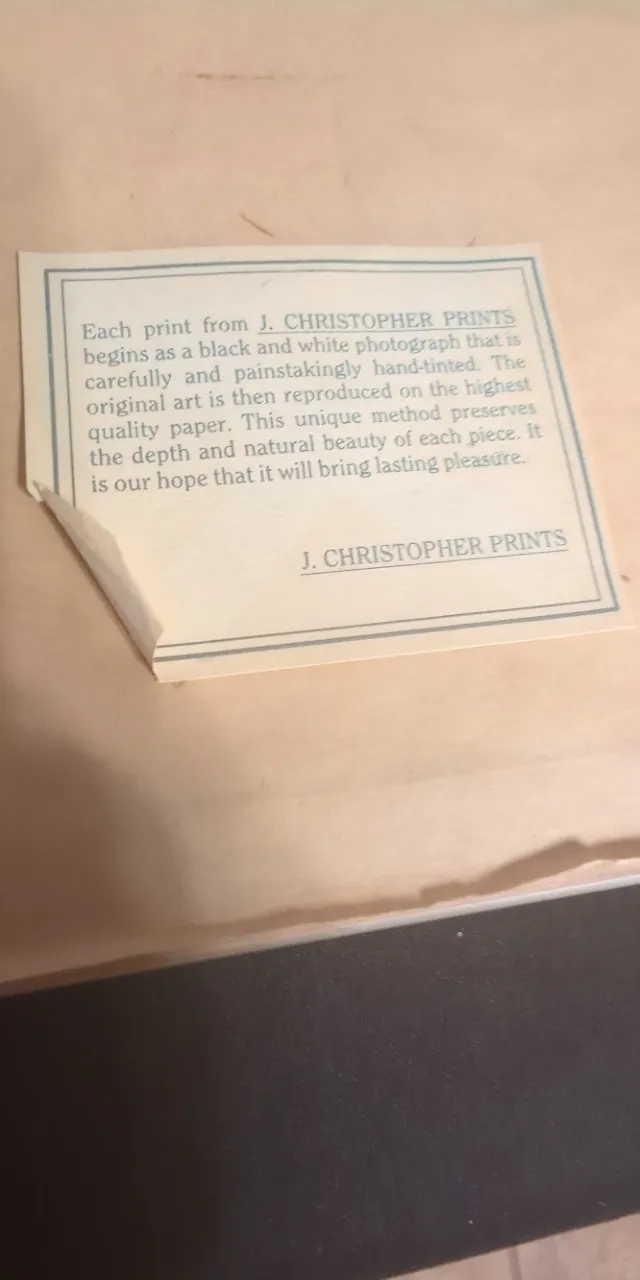 Each print from J. CHRISTOPHER PRINTS
begins as a black and white photograph that is
carefully and painstakingly hand-tinted. The
original art is then reproduced on the highest
quality paper. This unique method preserves
the depth and natural beauty of each piece. It
is our hope that it will bring lasting pleasure.
J. CHRISTOPHER PRINTS